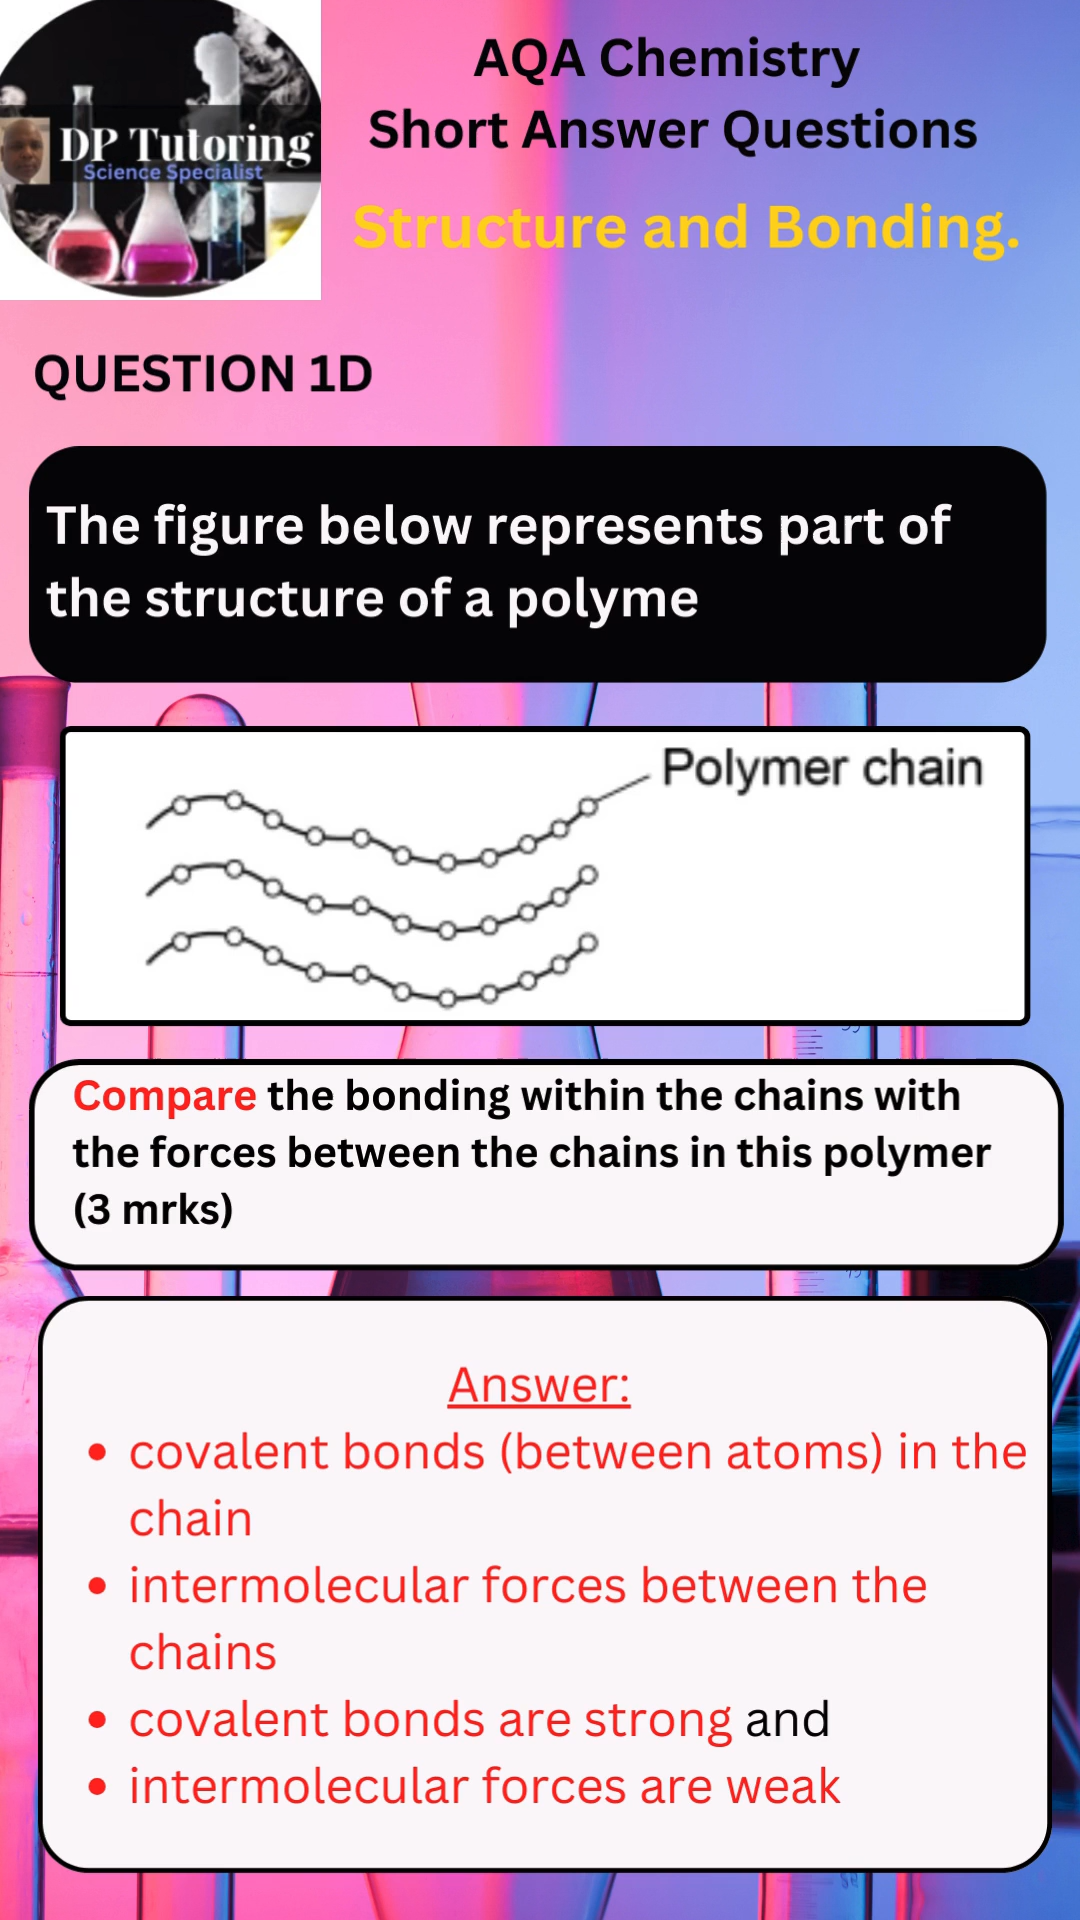 DP Tutoring
Science Specialist
AQA Chemistry
Short Answer Questions
Structure and Bonding.
QUESTION 1D
The figure below represents part of
the structure of a polyme
Polymer chain
Compare the bonding within the chains with
the forces between the chains in this polymer
(3 mrks)
Answer:
• covalent bonds (between atoms) in the
chain
• intermolecular forces between the
chains
• covalent bonds are strong and
• intermolecular forces are weak